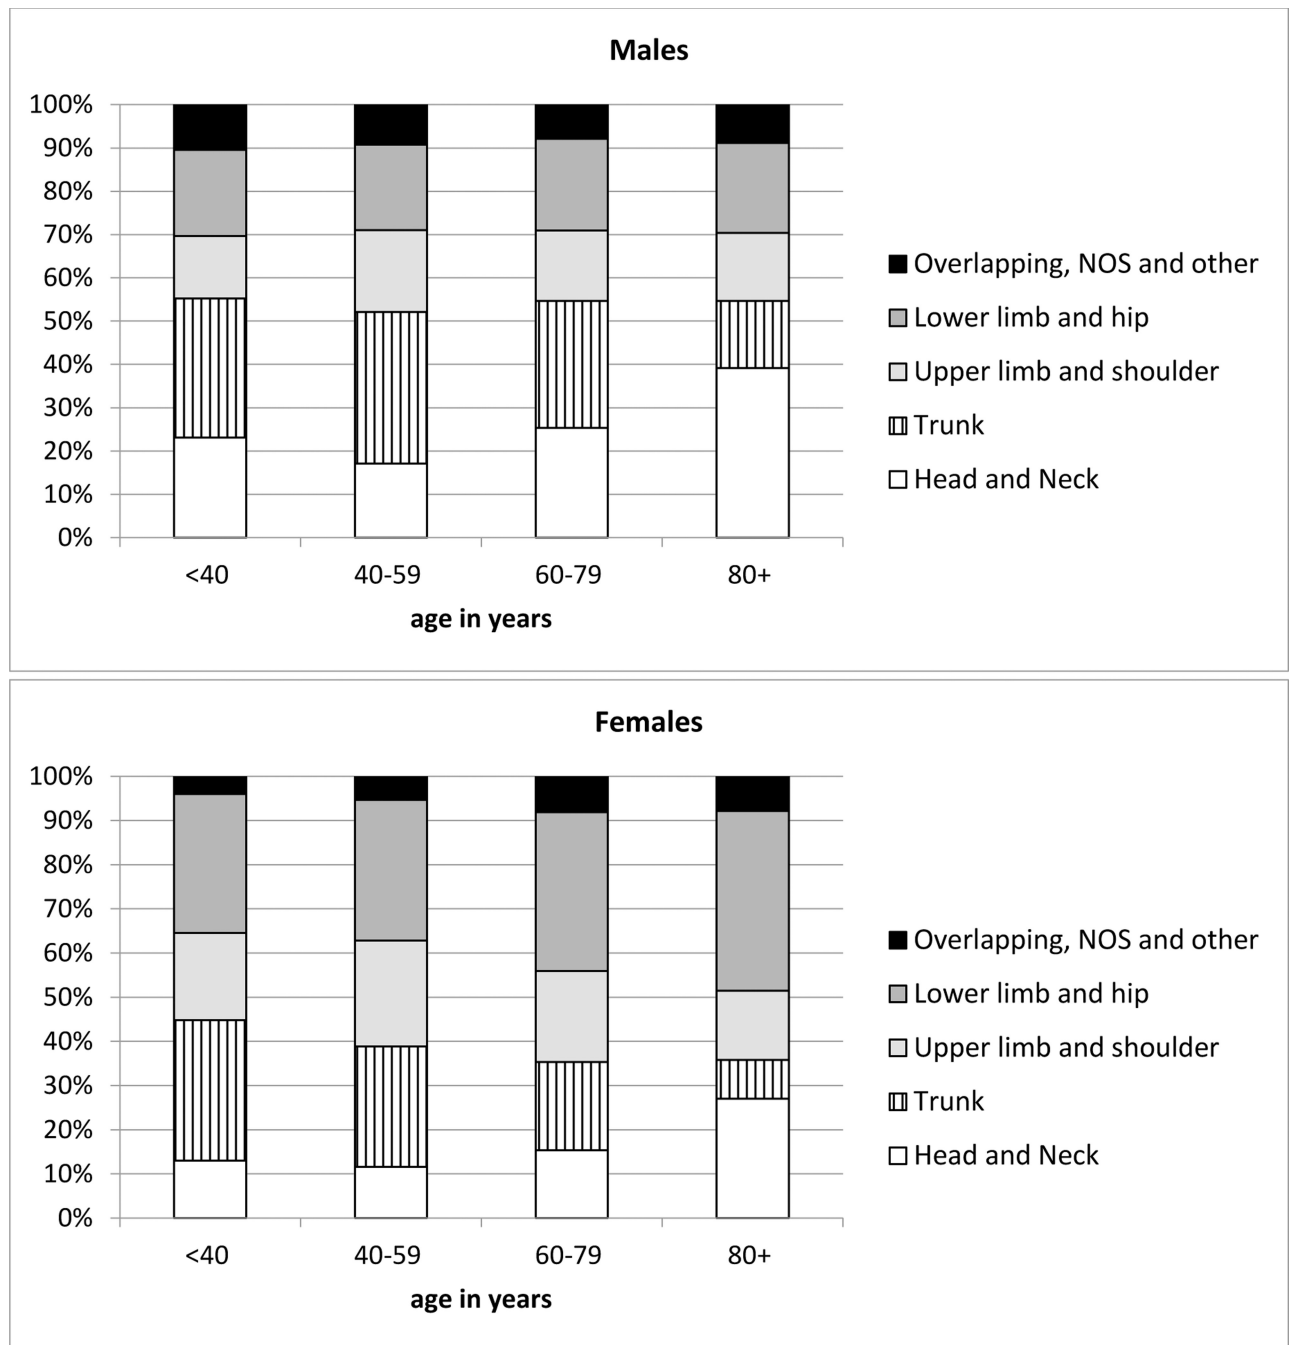 Males
100%
90%
80%
70%
60%
50%
40%
30%
20%
10%
0%
<40 40-59 60-79 80+
age in years
Overlapping, NOS and other
Lower limb and hip
Upper limb and shoulder
Trunk
Head and Neck
Females
100%
90%
80%
70%
60%
50%
40%
30%
20%
10%
0%
<40 40-59 60-79 80+
age in years
Overlapping, NOS and other
Lower limb and hip
Upper limb and shoulder
Trunk
Head and Neck